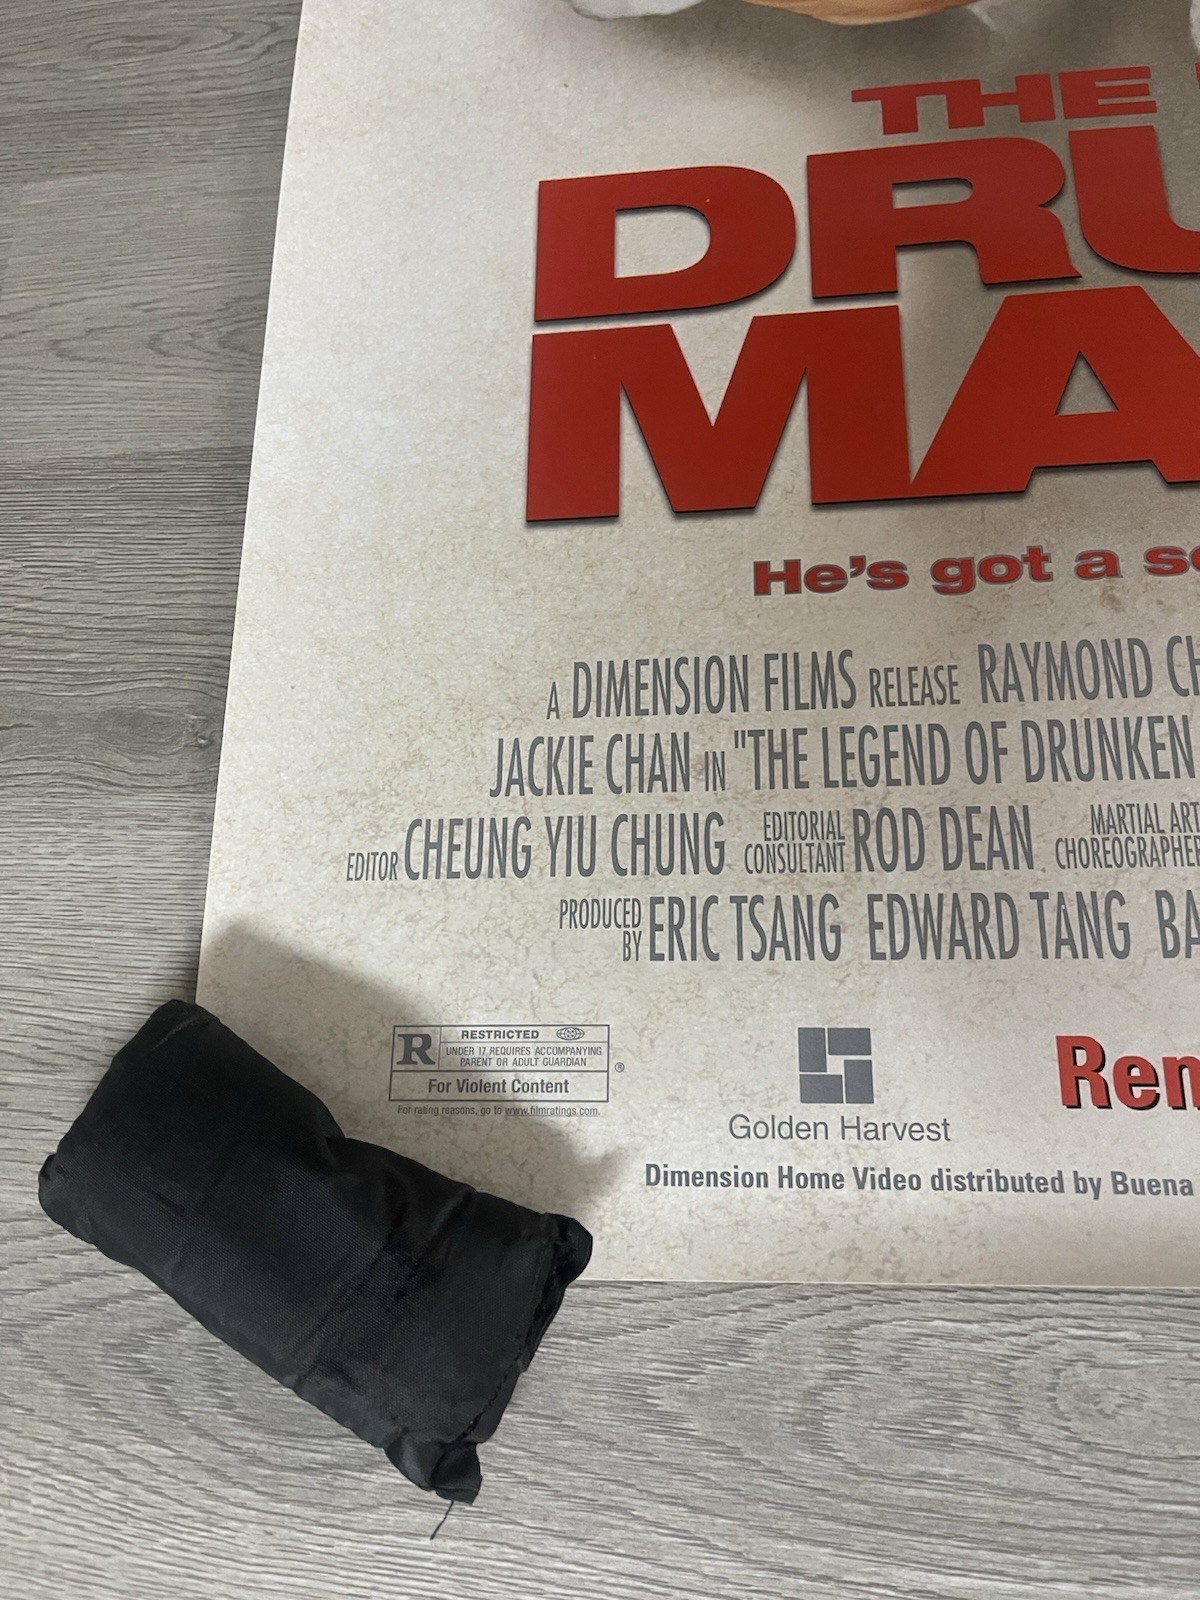 THE
DRU
MA
He's got a s
A DIMENSION FILMS RELEASE RAYMOND CH
JACKIE CHAN IN "THE LEGEND OF DRUNKEN
EDITOR CHEUNG YIU CHUNG EDITORIAL CONSULTANT ROD DEAN MARTIAL ART CHOREOGRAPHER
PRODUCED BY ERIC TSANG EDWARD TANG BA
R RESTRICTED
UNDER 17 REQUIRES ACCOMPANYING
PARENT OR ADULT GUARDIAN
®
For Violent Content
For rating reasons, go to www.filmratings.com.
Golden Harvest
Ren
Dimension Home Video distributed by Buena